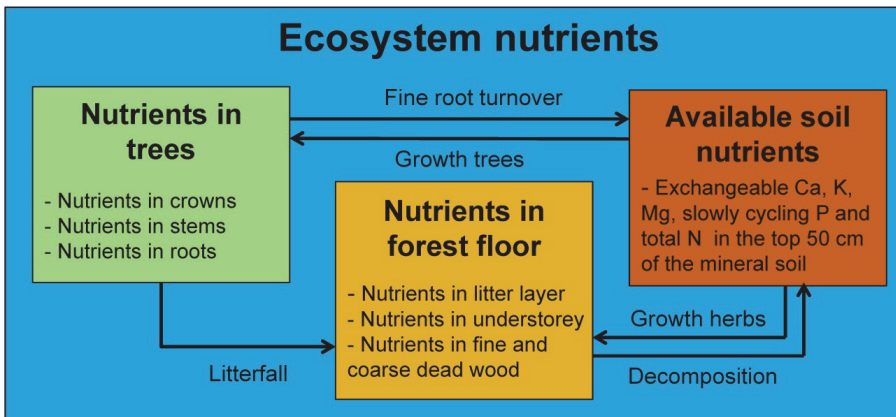 Ecosystem nutrients
Nutrients in
trees
- Nutrients in crowns
- Nutrients in stems
- Nutrients in roots
Fine root turnover
Growth trees
Available soil
nutrients
- Exchangeable Ca, K,
Mg, slowly cycling P and
total N in the top 50 cm
of the mineral soil
Nutrients in
forest floor
- Nutrients in litter layer
- Nutrients in understorey
- Nutrients in fine and
coarse dead wood
Litterfall
Growth herbs
Decomposition